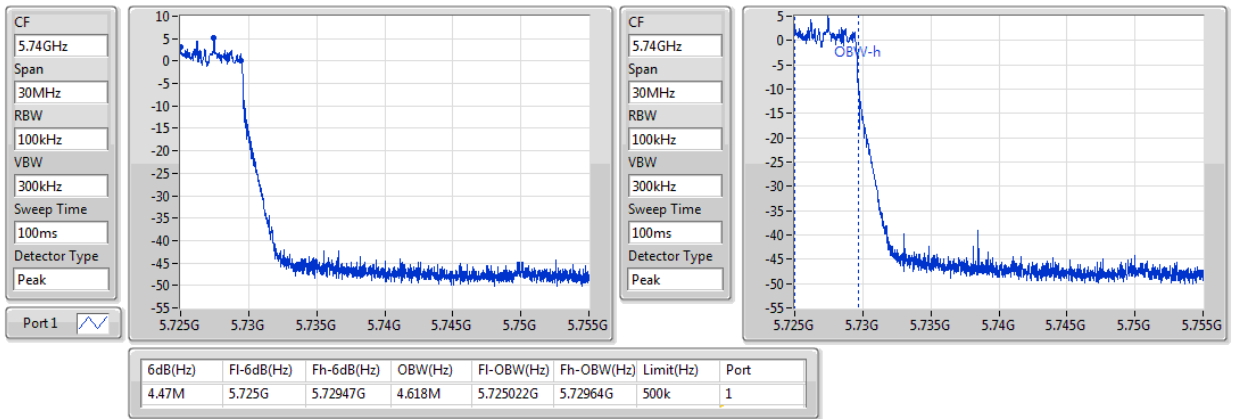 CF
5.74GHz
Span
30MHz
RBW
100kHz
VBW
300kHz
Sweep Time
100ms
Detector Type
Peak
Port 1
10
5
0
-5
-10
-15
-20
-25
-30
-35
-40
-45
-50
-55
5.725G 5.73G 5.735G 5.74G 5.745G 5.75G 5.755G
CF
5.74GHz
Span
30MHz
RBW
100kHz
VBW
300kHz
Sweep Time
100ms
Detector Type
Peak
5
0
-5
-10
-15
-20
-25
-30
-35
-40
-45
-50
-55
OBW-h
5.725G 5.73G 5.735G 5.74G 5.745G 5.75G 5.755G
6dB(Hz) Fl-6dB(Hz) Fh-6dB(Hz) OBW(Hz) Fl-OBW(Hz) Fh-OBW(Hz) Limit(Hz) Port
4.47M 5.725G 5.72947G 4.618M 5.725022G 5.72964G 500k 1